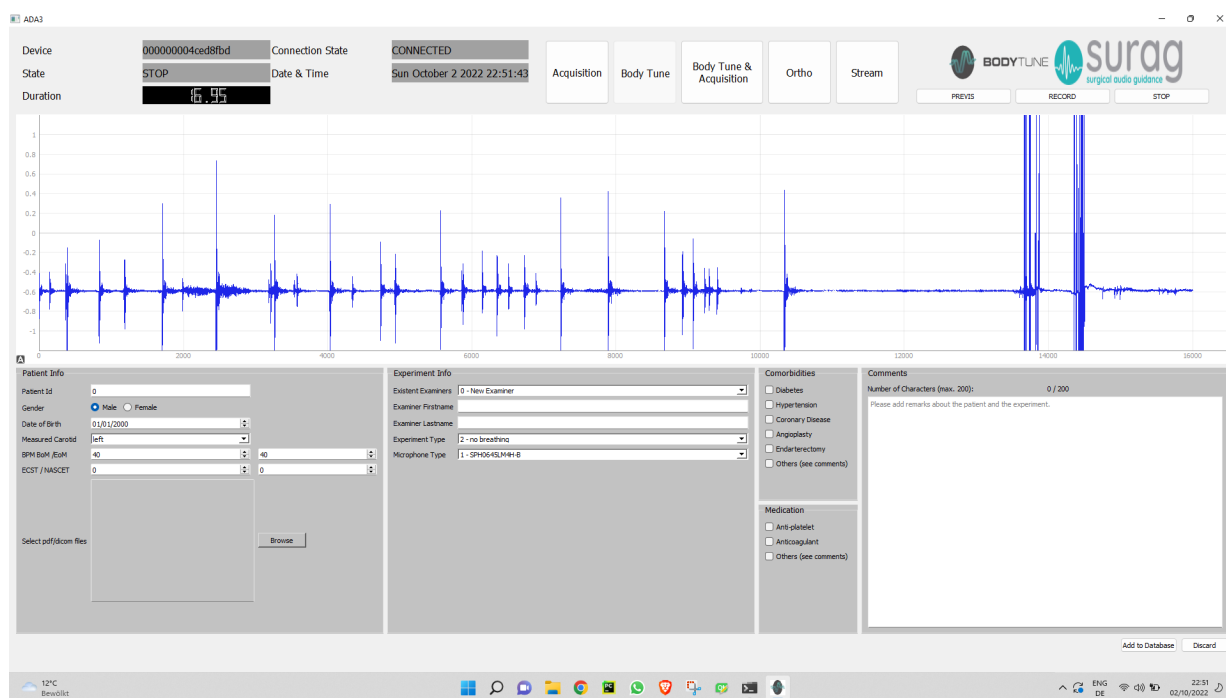 ADA3
Device 000000004ced8fbd Connection State CONNECTED
State STOP Date & Time Sun October 2 2022 22:51:43
Duration 16.95
Acquisition Body Tune Body Tune & Acquisition Ortho Stream
BODYTUNE surag
surgical audio guidance
PREVIS RECORD STOP
1
0.8
0.6
0.4
0.2
0
-0.2
-0.4
-0.6
-0.8
-1
A 0 2000 4000 6000 8000 10000 12000 14000 16000
Patient Info
Patient Id 0
Gender Male Female
Date of Birth 01/01/2000
Measured Carotid left
BPM BoM /EoM 40 40
ECST / NASCET 0 0
Select pdf/dicom files Browse
Experiment Info
Existent Examiners 0 - New Examiner
Examiner Firstname
Examiner Lastname
Experiment Type 2 - no breathing
Microphone Type 1 - SPH0645LM4H-B
Comorbidities
Diabetes
Hypertension
Coronary Disease
Angioplasty
Endarterectomy
Others (see comments)
Medication
Anti-platelet
Anticoagulant
Others (see comments)
Comments
Number of Characters (max. 200): 0 / 200
Please add remarks about the patient and the experiment.
Add to Database Discard
12°C
Bewölkt
PC
ENG
DE
22:51
02/10/2022